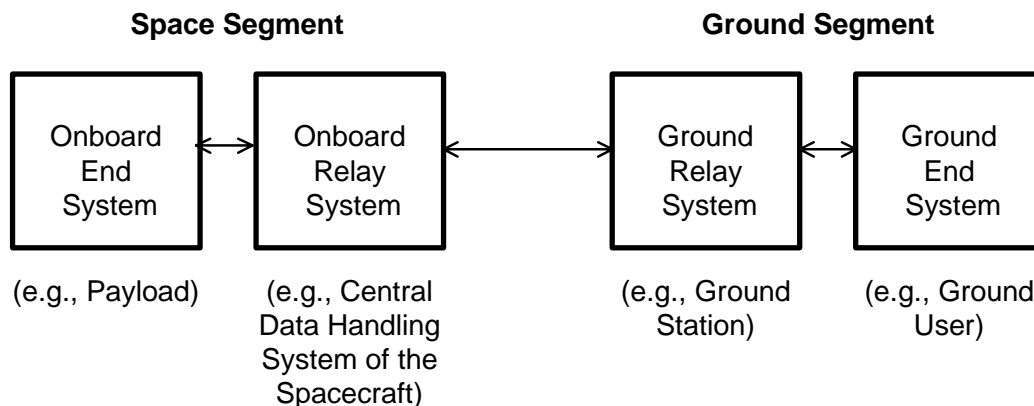 Space Segment
Ground Segment
Onboard
End
System
Onboard
Relay
System
Ground
Relay
System
Ground
End
System
(e.g., Payload)
(e.g., Central
Data Handling
System of the
Spacecraft)
(e.g., Ground
Station)
(e.g., Ground
User)